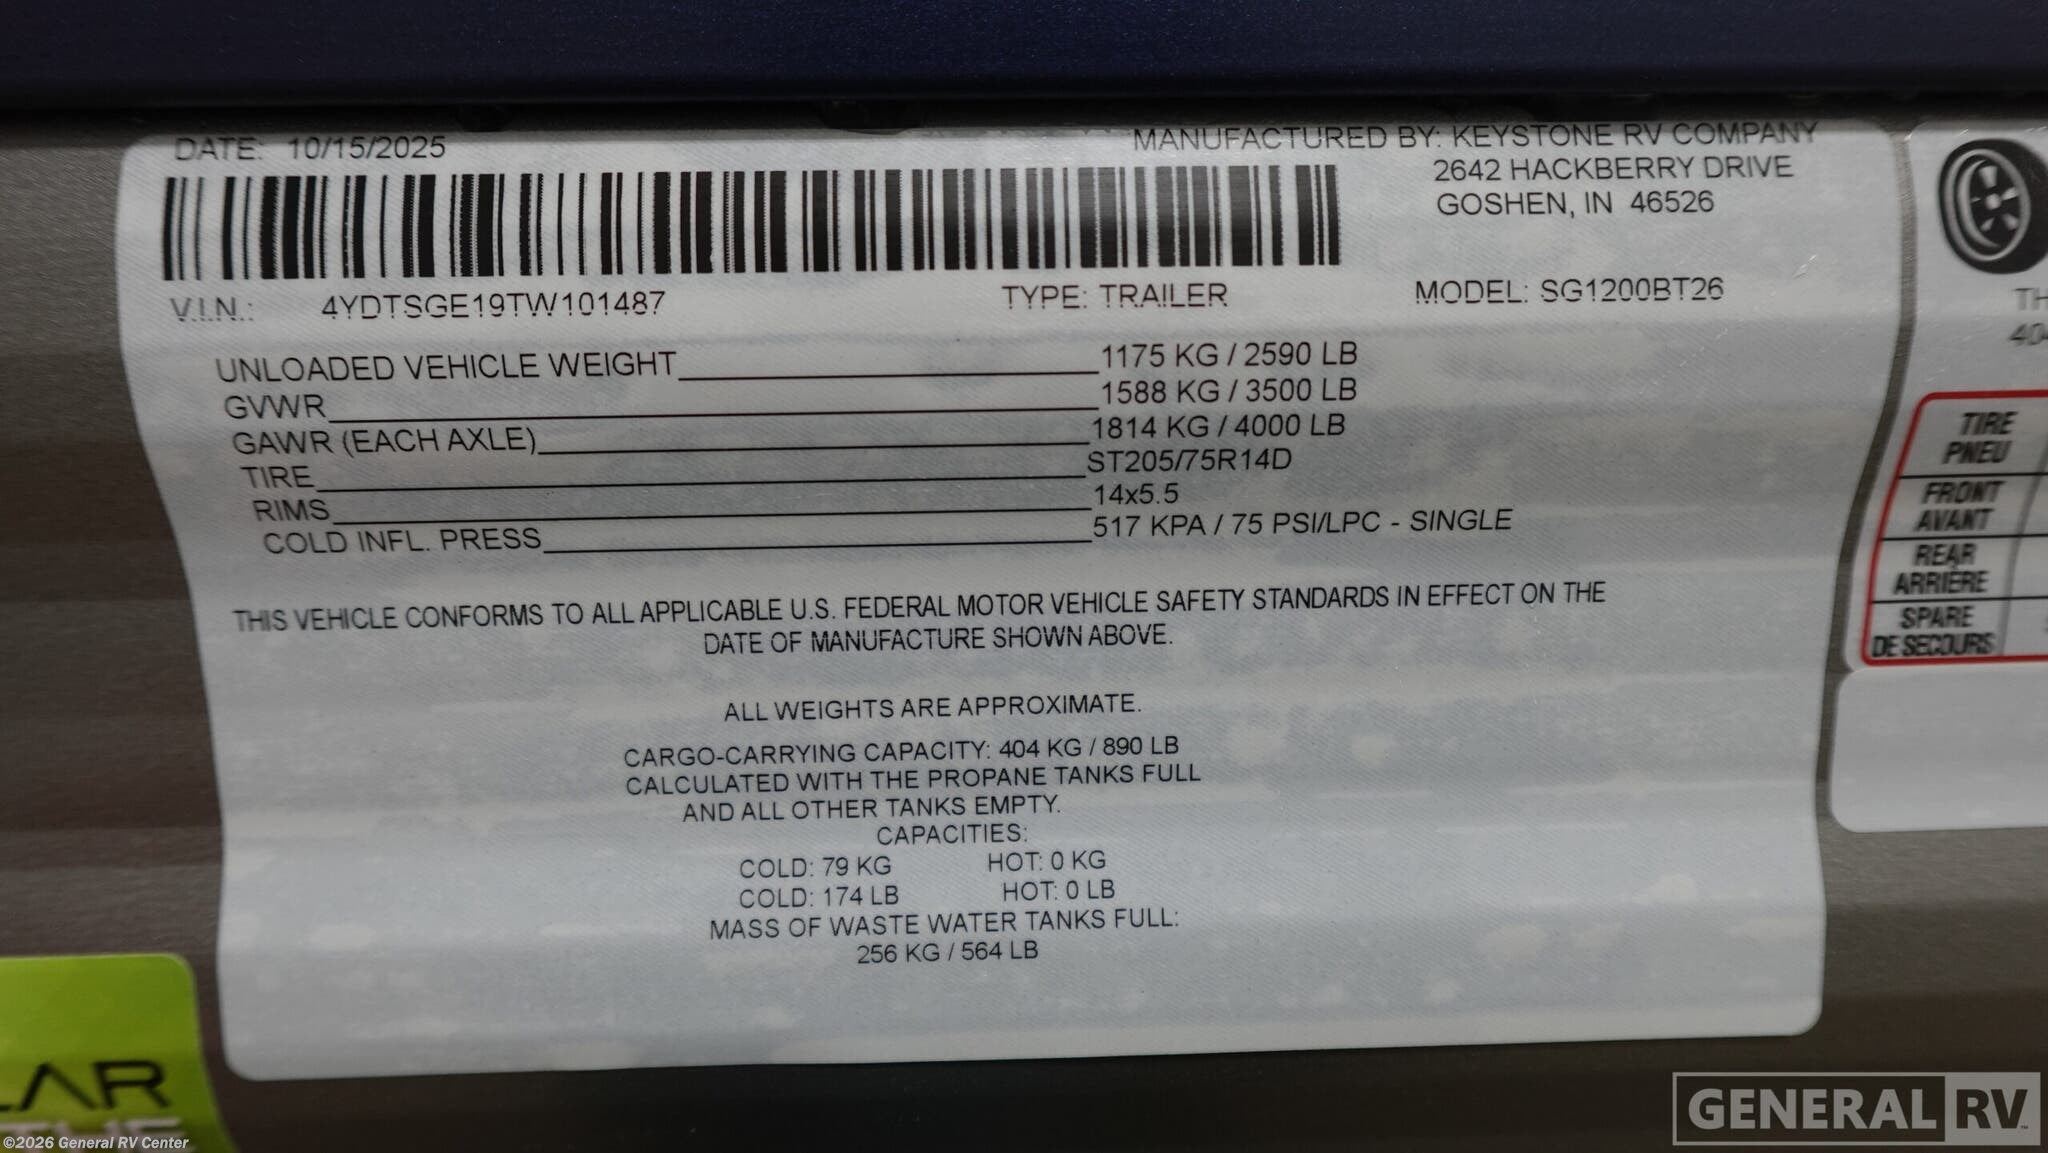 DATE: 10/15/2025
MANUFACTURED BY: KEYSTONE RV COMPANY
2642 HACKBERRY DRIVE
GOSHEN, IN 46526
V.I.N.: 4YDTSGE19TW101487 TYPE: TRAILER MODEL: SG1200BT26
UNLOADED VEHICLE WEIGHT 1175 KG / 2590 LB
GVWR 1588 KG / 3500 LB
GAWR (EACH AXLE) 1814 KG / 4000 LB
TIRE ST205/75R14D
RIMS 14x5.5
COLD INFL. PRESS 517 KPA / 75 PSI/LPC - SINGLE
THIS VEHICLE CONFORMS TO ALL APPLICABLE U.S. FEDERAL MOTOR VEHICLE SAFETY STANDARDS IN EFFECT ON THE
DATE OF MANUFACTURE SHOWN ABOVE.
ALL WEIGHTS ARE APPROXIMATE.
CARGO-CARRYING CAPACITY: 404 KG / 890 LB
CALCULATED WITH THE PROPANE TANKS FULL
AND ALL OTHER TANKS EMPTY.
CAPACITIES:
COLD: 79 KG HOT: 0 KG
COLD: 174 LB HOT: 0 LB
MASS OF WASTE WATER TANKS FULL:
256 KG / 564 LB
TIRE
PNEU
FRONT
AVANT
REAR
ARRIERE
SPARE
DE SECOURS
GENERAL RV
©2026 General RV Center